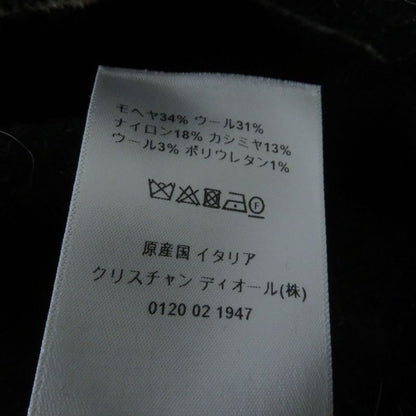 モヘヤ34% ウール31%
ナイロン18% カシミヤ13%
ウール3% ポリウレタン1%
F
原産国 イタリア
クリスチャン ディオール(株)
0120 02 1947